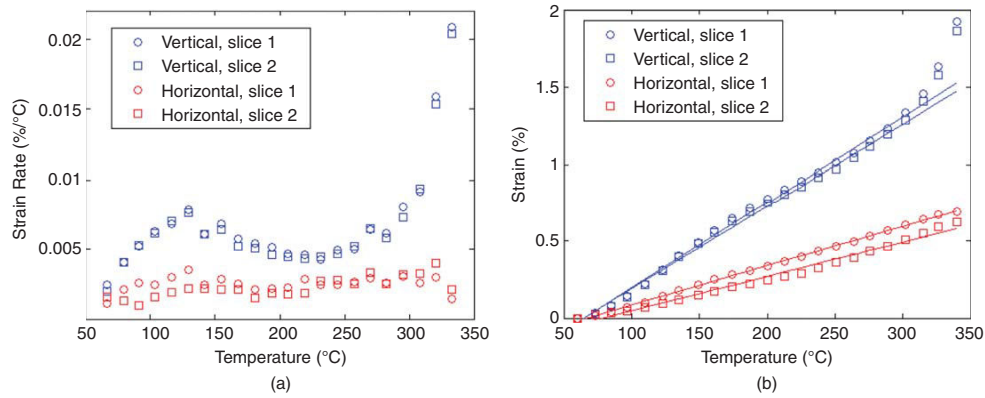 0.02
0.015
0.01
0.005
50
100
150
200
250
300
350
Strain Rate (%/°C)
Temperature (°C)
Vertical, slice 1
Vertical, slice 2
Horizontal, slice 1
Horizontal, slice 2
(a)
2
1.5
1
0.5
0
50
100
150
200
250
300
350
Strain (%)
Temperature (°C)
Vertical, slice 1
Vertical, slice 2
Horizontal, slice 1
Horizontal, slice 2
(b)